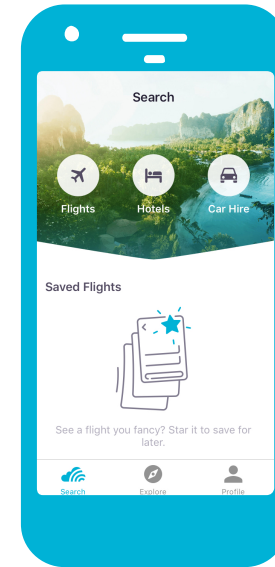 Search
Flights
Hotels
Car Hire
Saved Flights
See a flight you fancy? Star it to save for
later.
Search
Explore
Profile